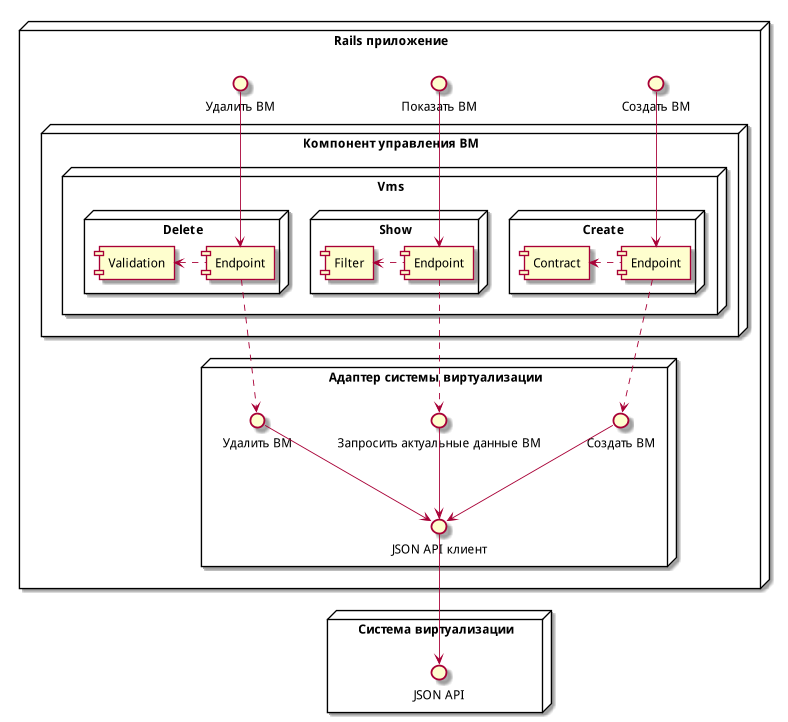 Rails приложение
Удалить ВМ
Показать ВМ
Создать ВМ
Компонент управления ВМ
Vms
Delete
Show
Create
Validation
Endpoint
Filter
Endpoint
Contract
Endpoint
Адаптер системы виртуализации
Удалить ВМ
Запросить актуальные данные ВМ
Создать ВМ
JSON API клиент
Система виртуализации
JSON API